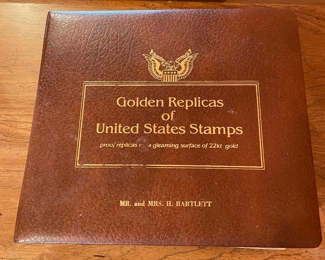 Golden Replicas
of
United States Stamps
proof replicas a gleaming surface of 22kt gold
MR. and MRS. H. BARTLETT